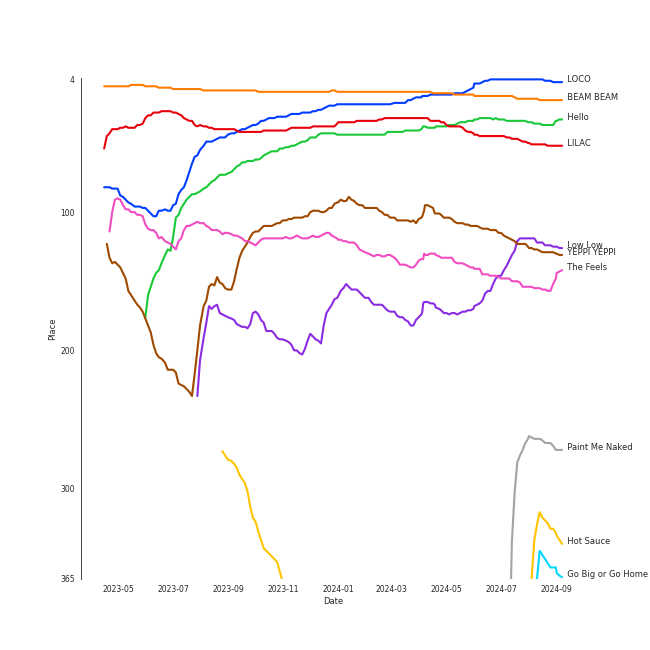 4
100
200
300
365
Place
LOCO
BEAM BEAM
Hello
LILAC
Low Low
YEPPI YEPPI
The Feels
Paint Me Naked
Hot Sauce
Go Big or Go Home
2023-05
2023-07
2023-09
2023-11
2024-01
2024-03
2024-05
2024-07
2024-09
Date